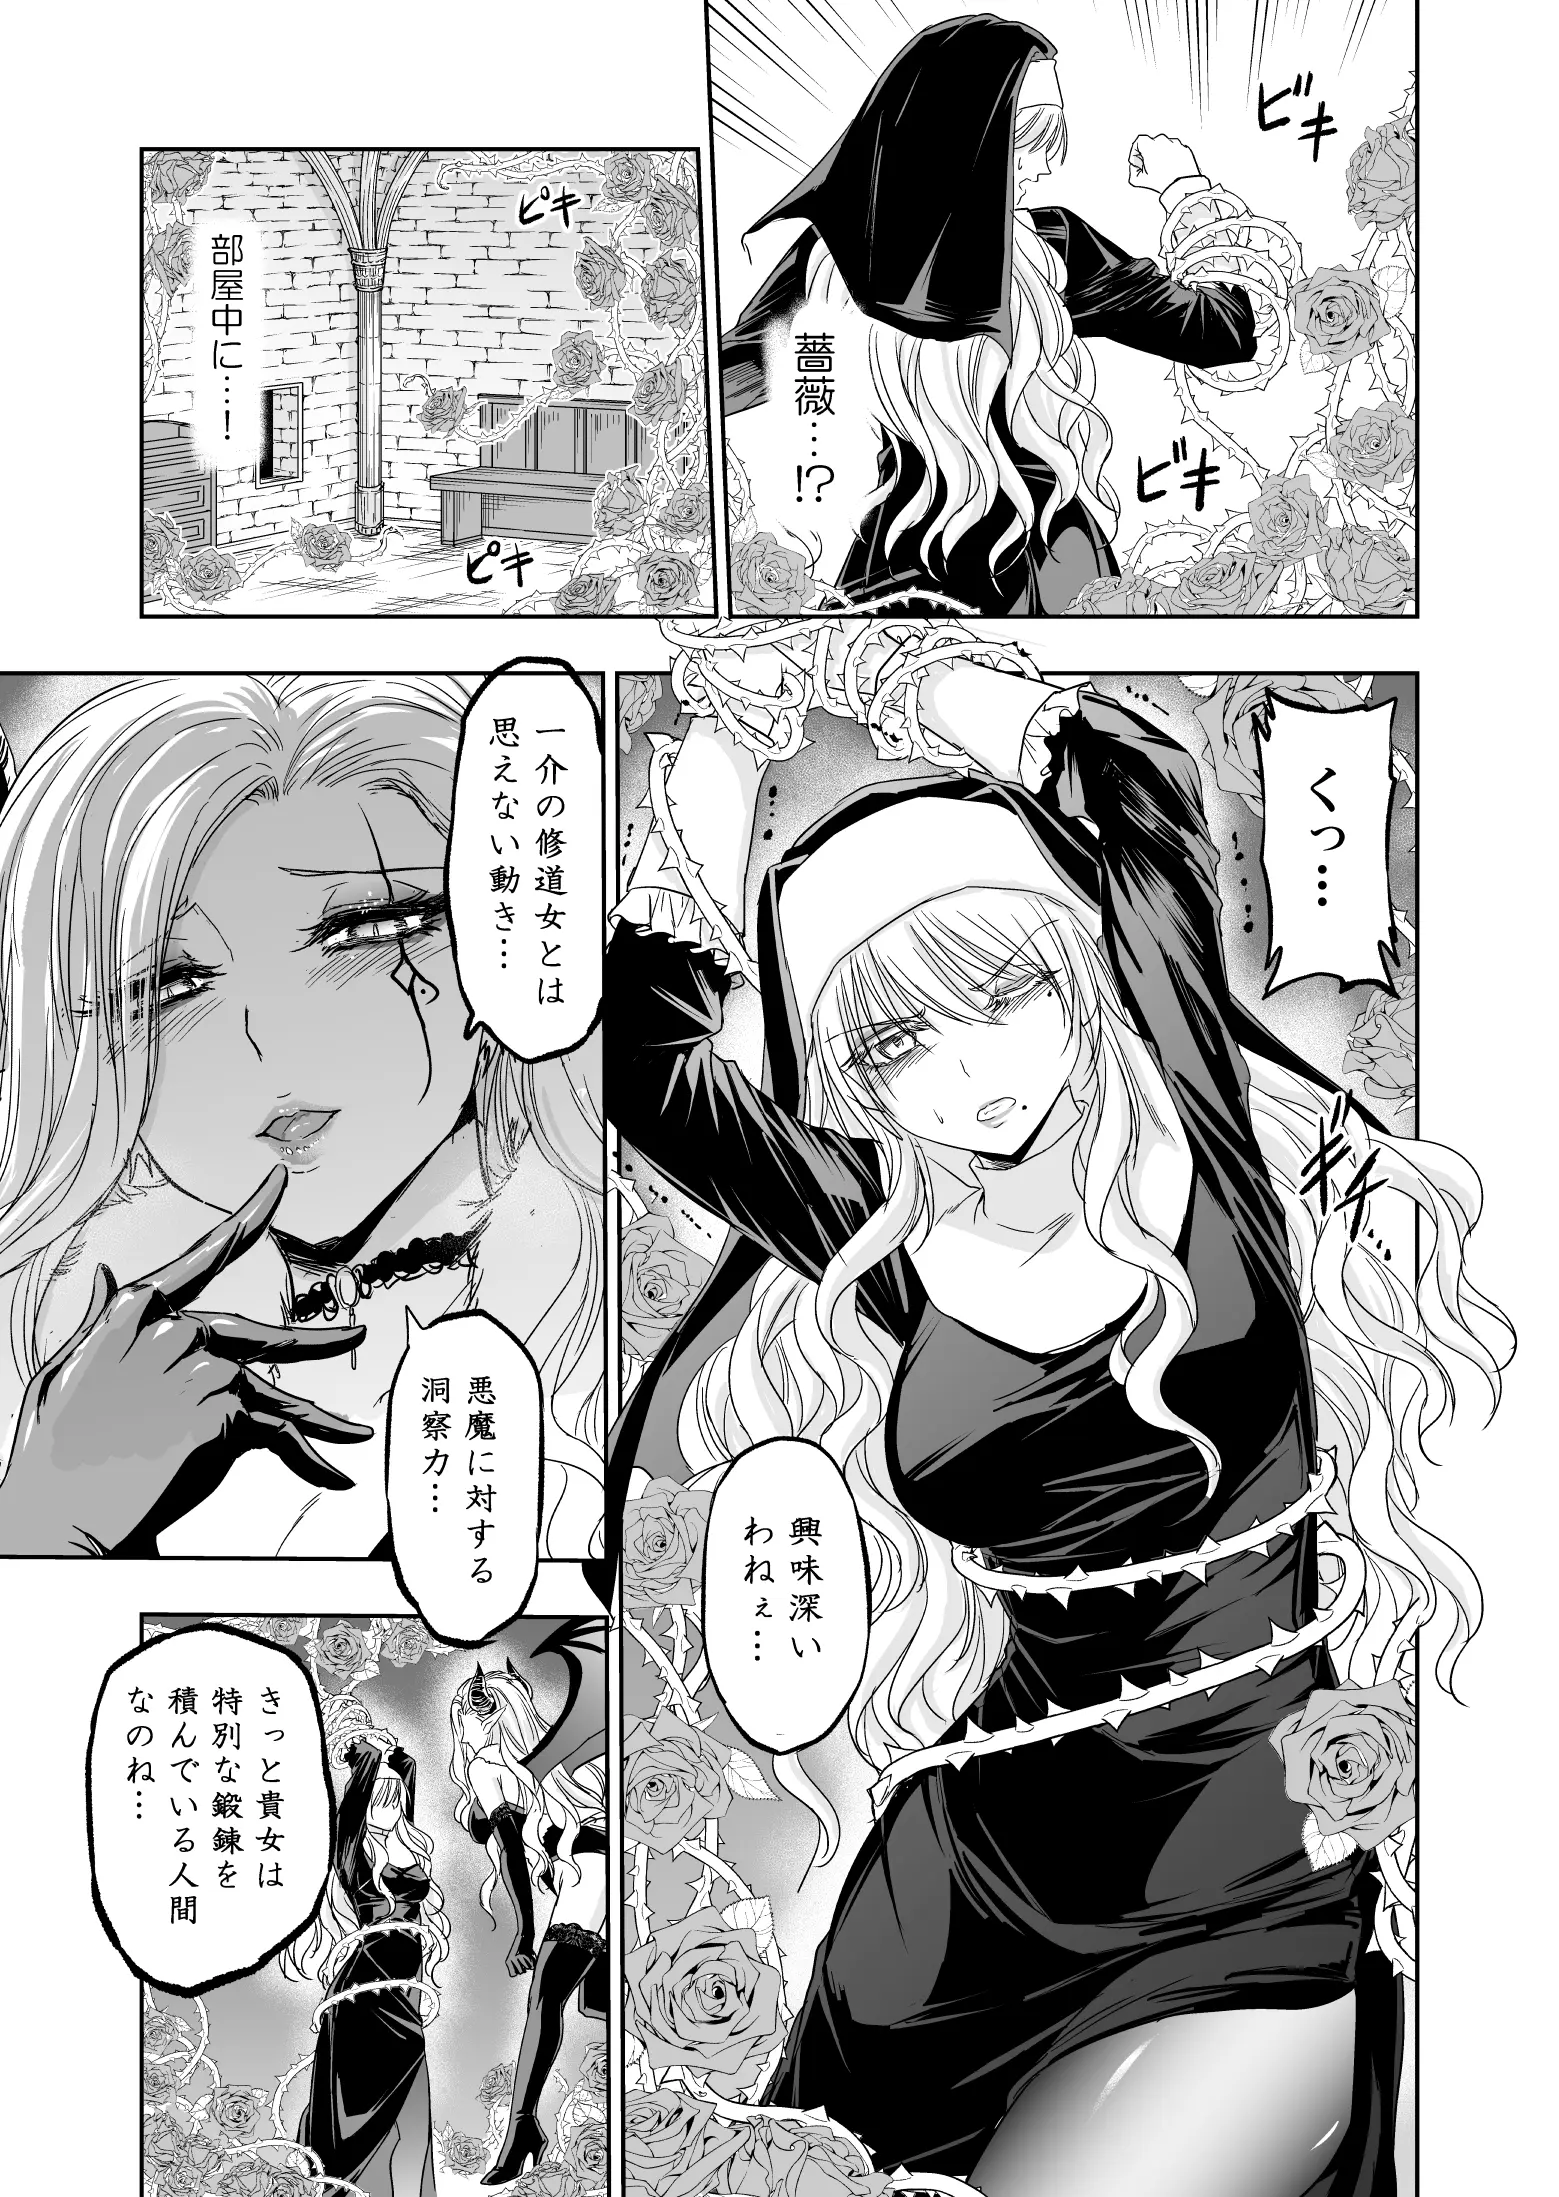 ビキ
薔薇…!?
ビキ
ピキ
部屋中に…!
ピキ
くっ…
ギチ…
興味深い
わねぇ…
一介の修道女とは
思えない動き…
悪魔に対する
洞察力…
きっと貴女は
特別な鍛錬を
積んでいる人間
なのね…